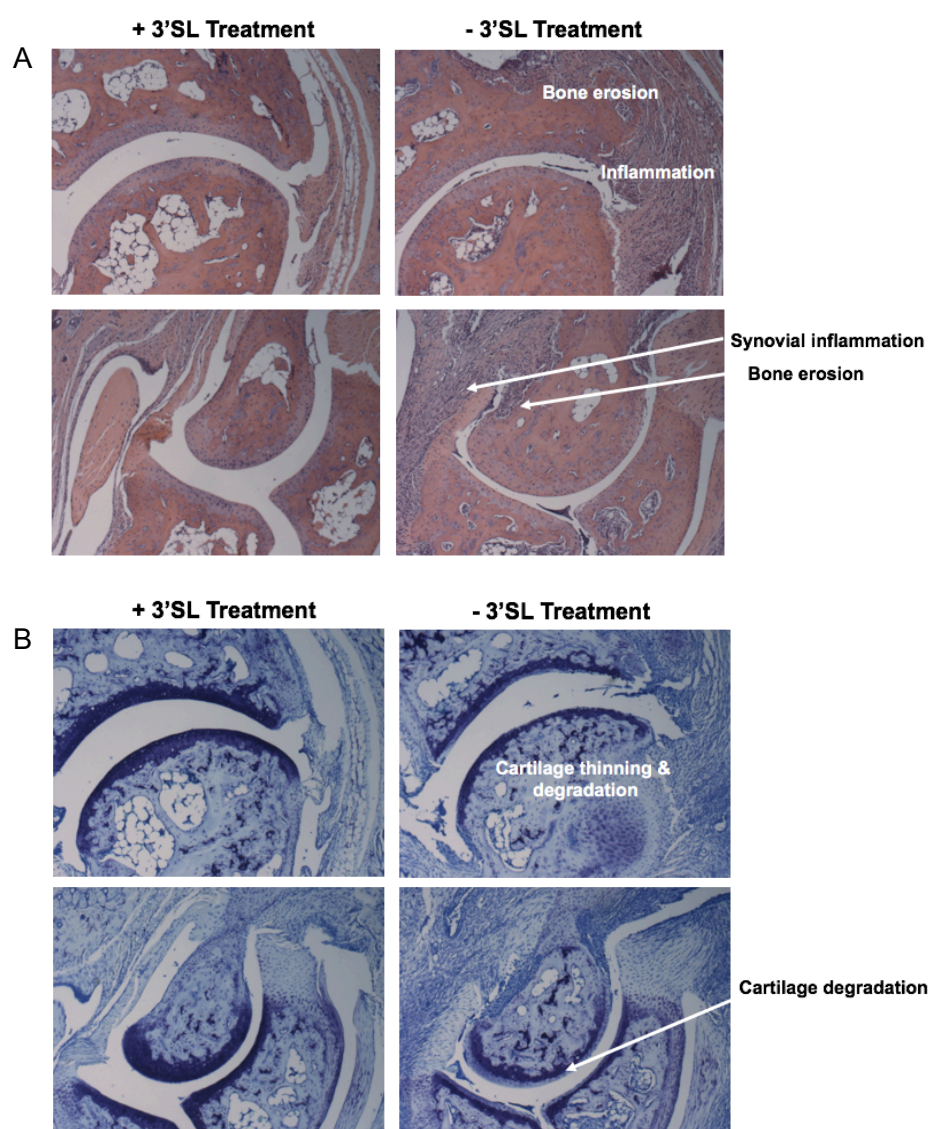 + 3’SL Treatment
- 3’SL Treatment
A
Bone erosion
Inflammation
Synovial inflammation
Bone erosion
+ 3’SL Treatment
- 3’SL Treatment
B
Cartilage thinning &
degradation
Cartilage degradation